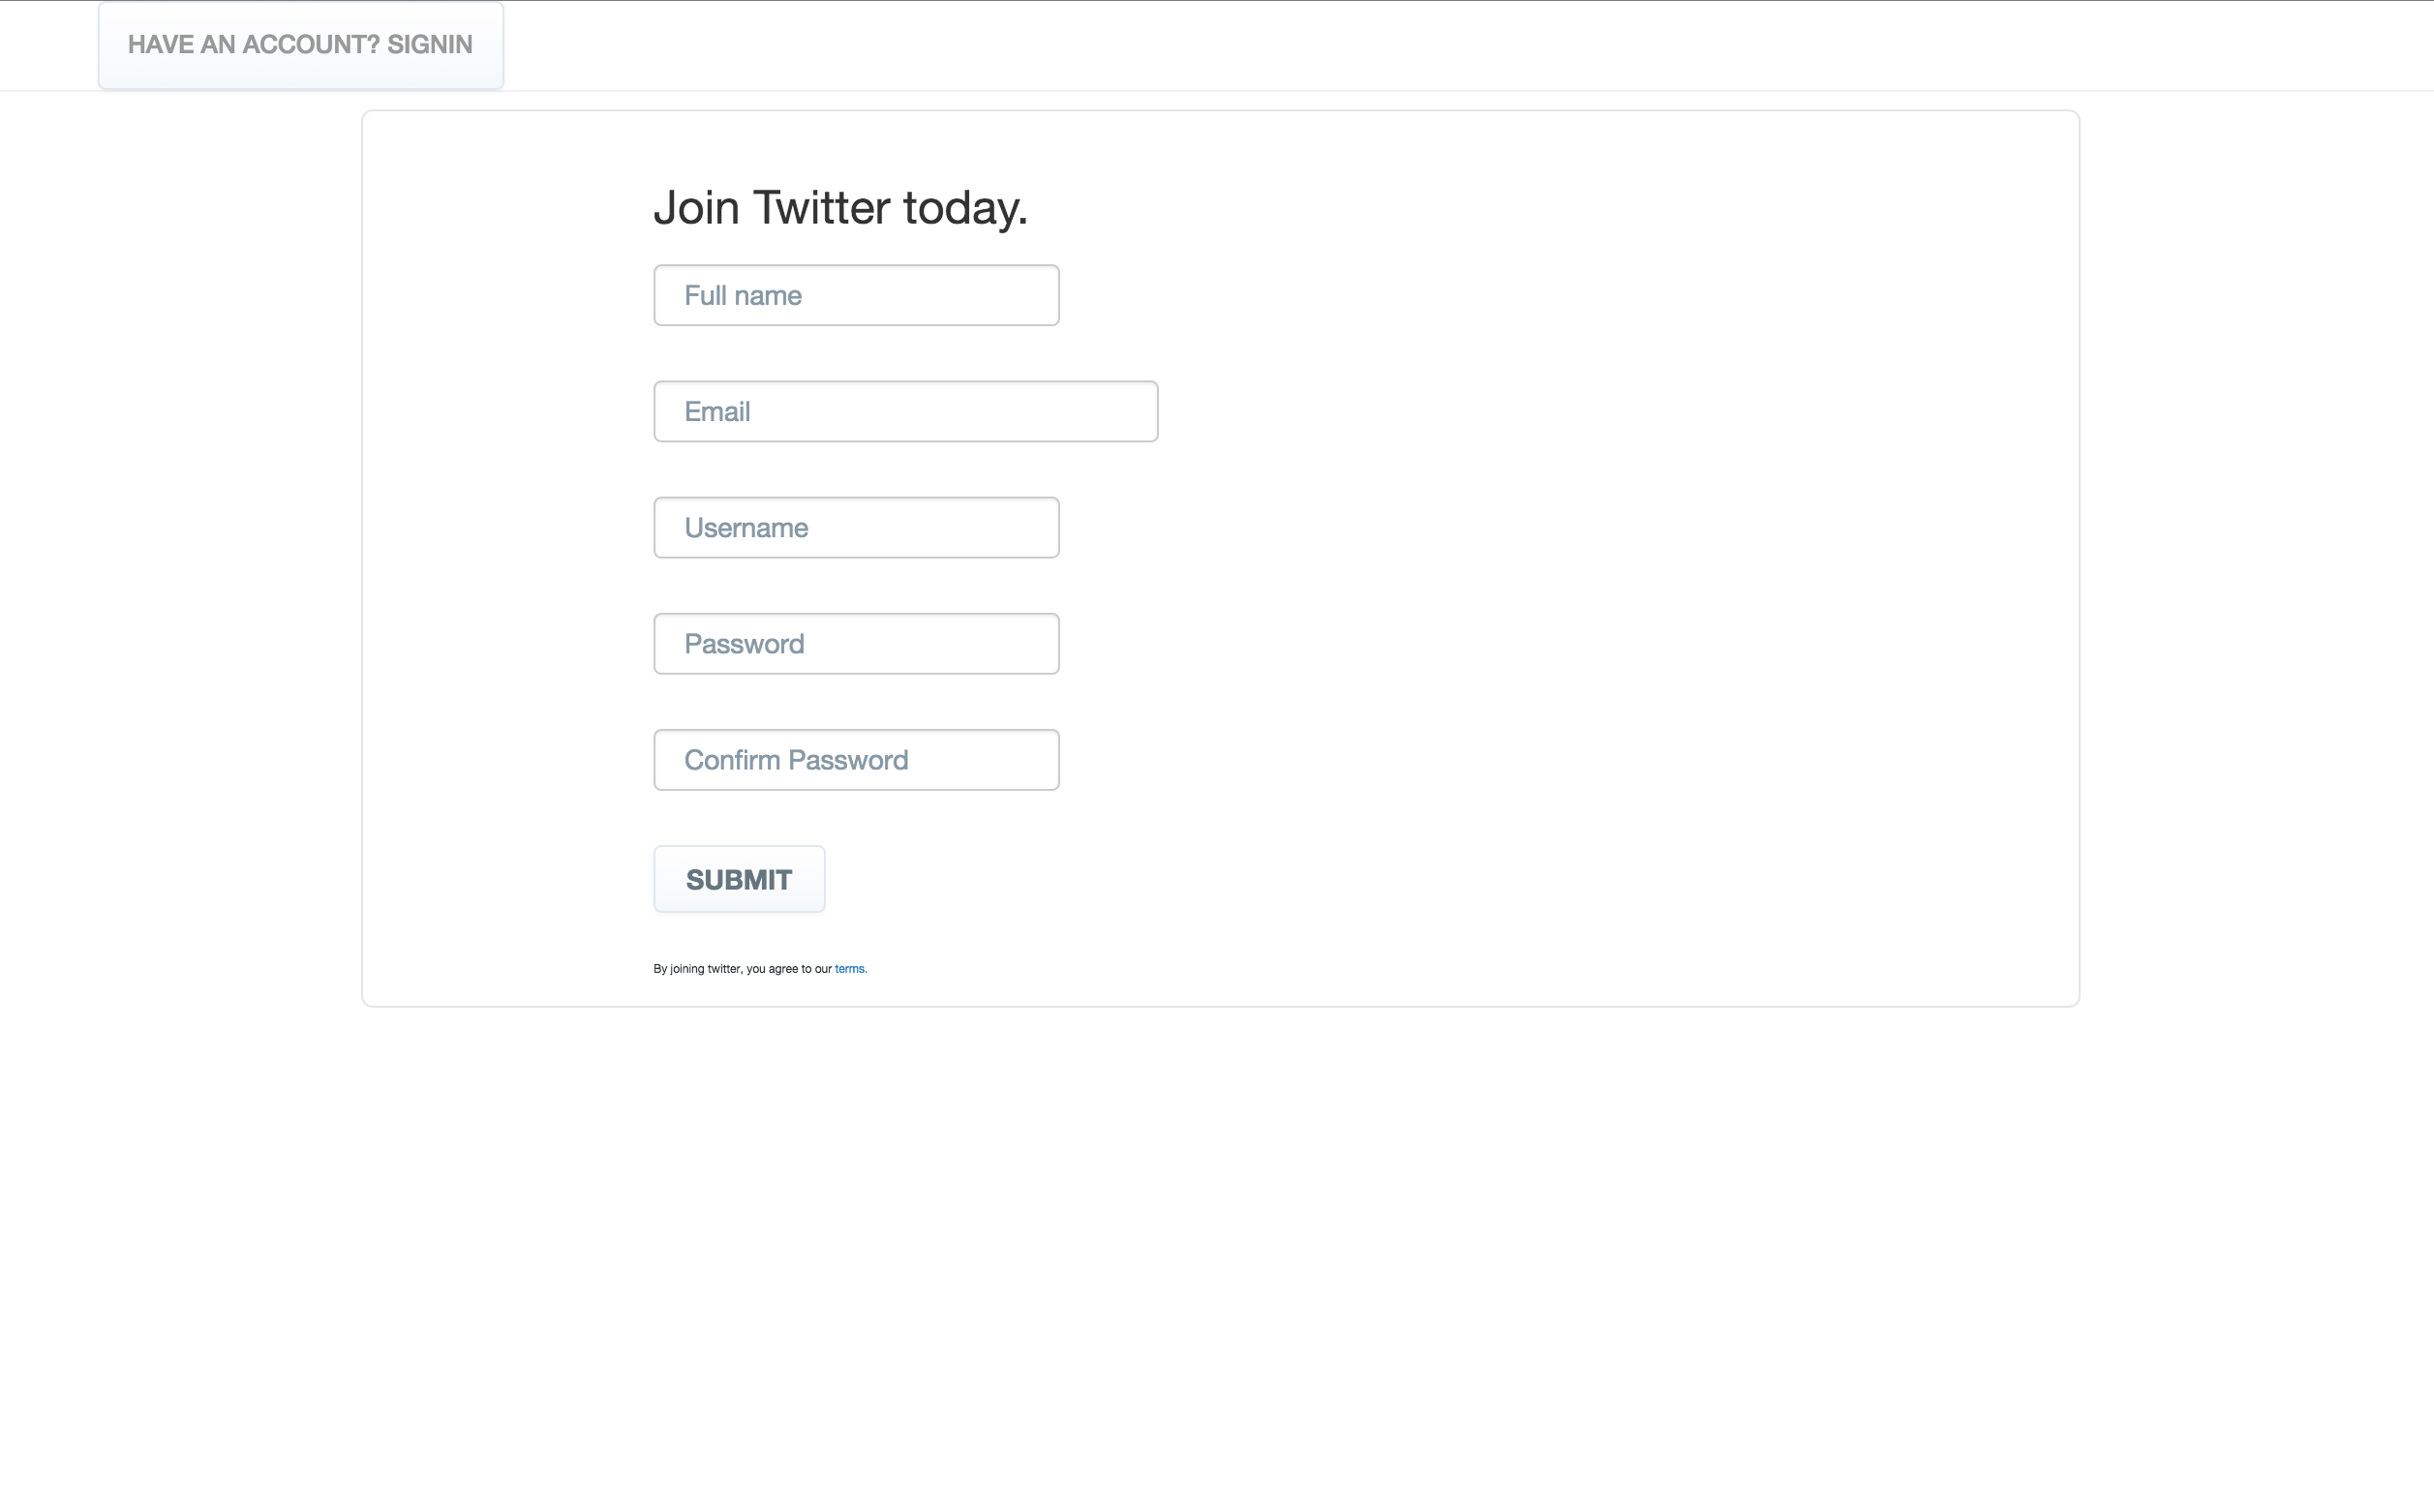 HAVE AN ACCOUNT? SIGNIN
Join Twitter today.
Full name
Email
Username
Password
Confirm Password
SUBMIT
By joining twitter, you agree to our terms.